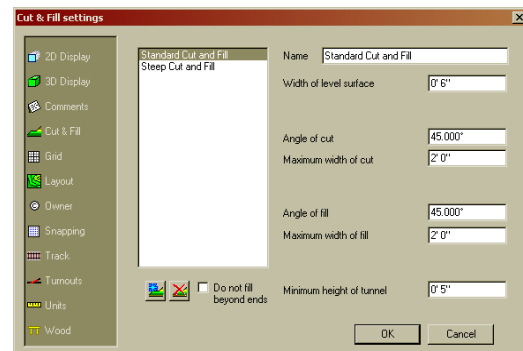 Cut & Fill settings
2D Display
3D Display
Comments
Cut & Fill
Grid
Layout
Owner
Snapping
Track
Turnouts
Units
Wood
Standard Cut and Fill
Steep Cut and Fill
Do not fill
beyond ends
Name Standard Cut and Fill
Width of level surface 0' 6"
Angle of cut 45.000°
Maximum width of cut 2' 0"
Angle of fill 45.000°
Maximum width of fill 2' 0"
Minimum height of tunnel 0' 5"
OK Cancel